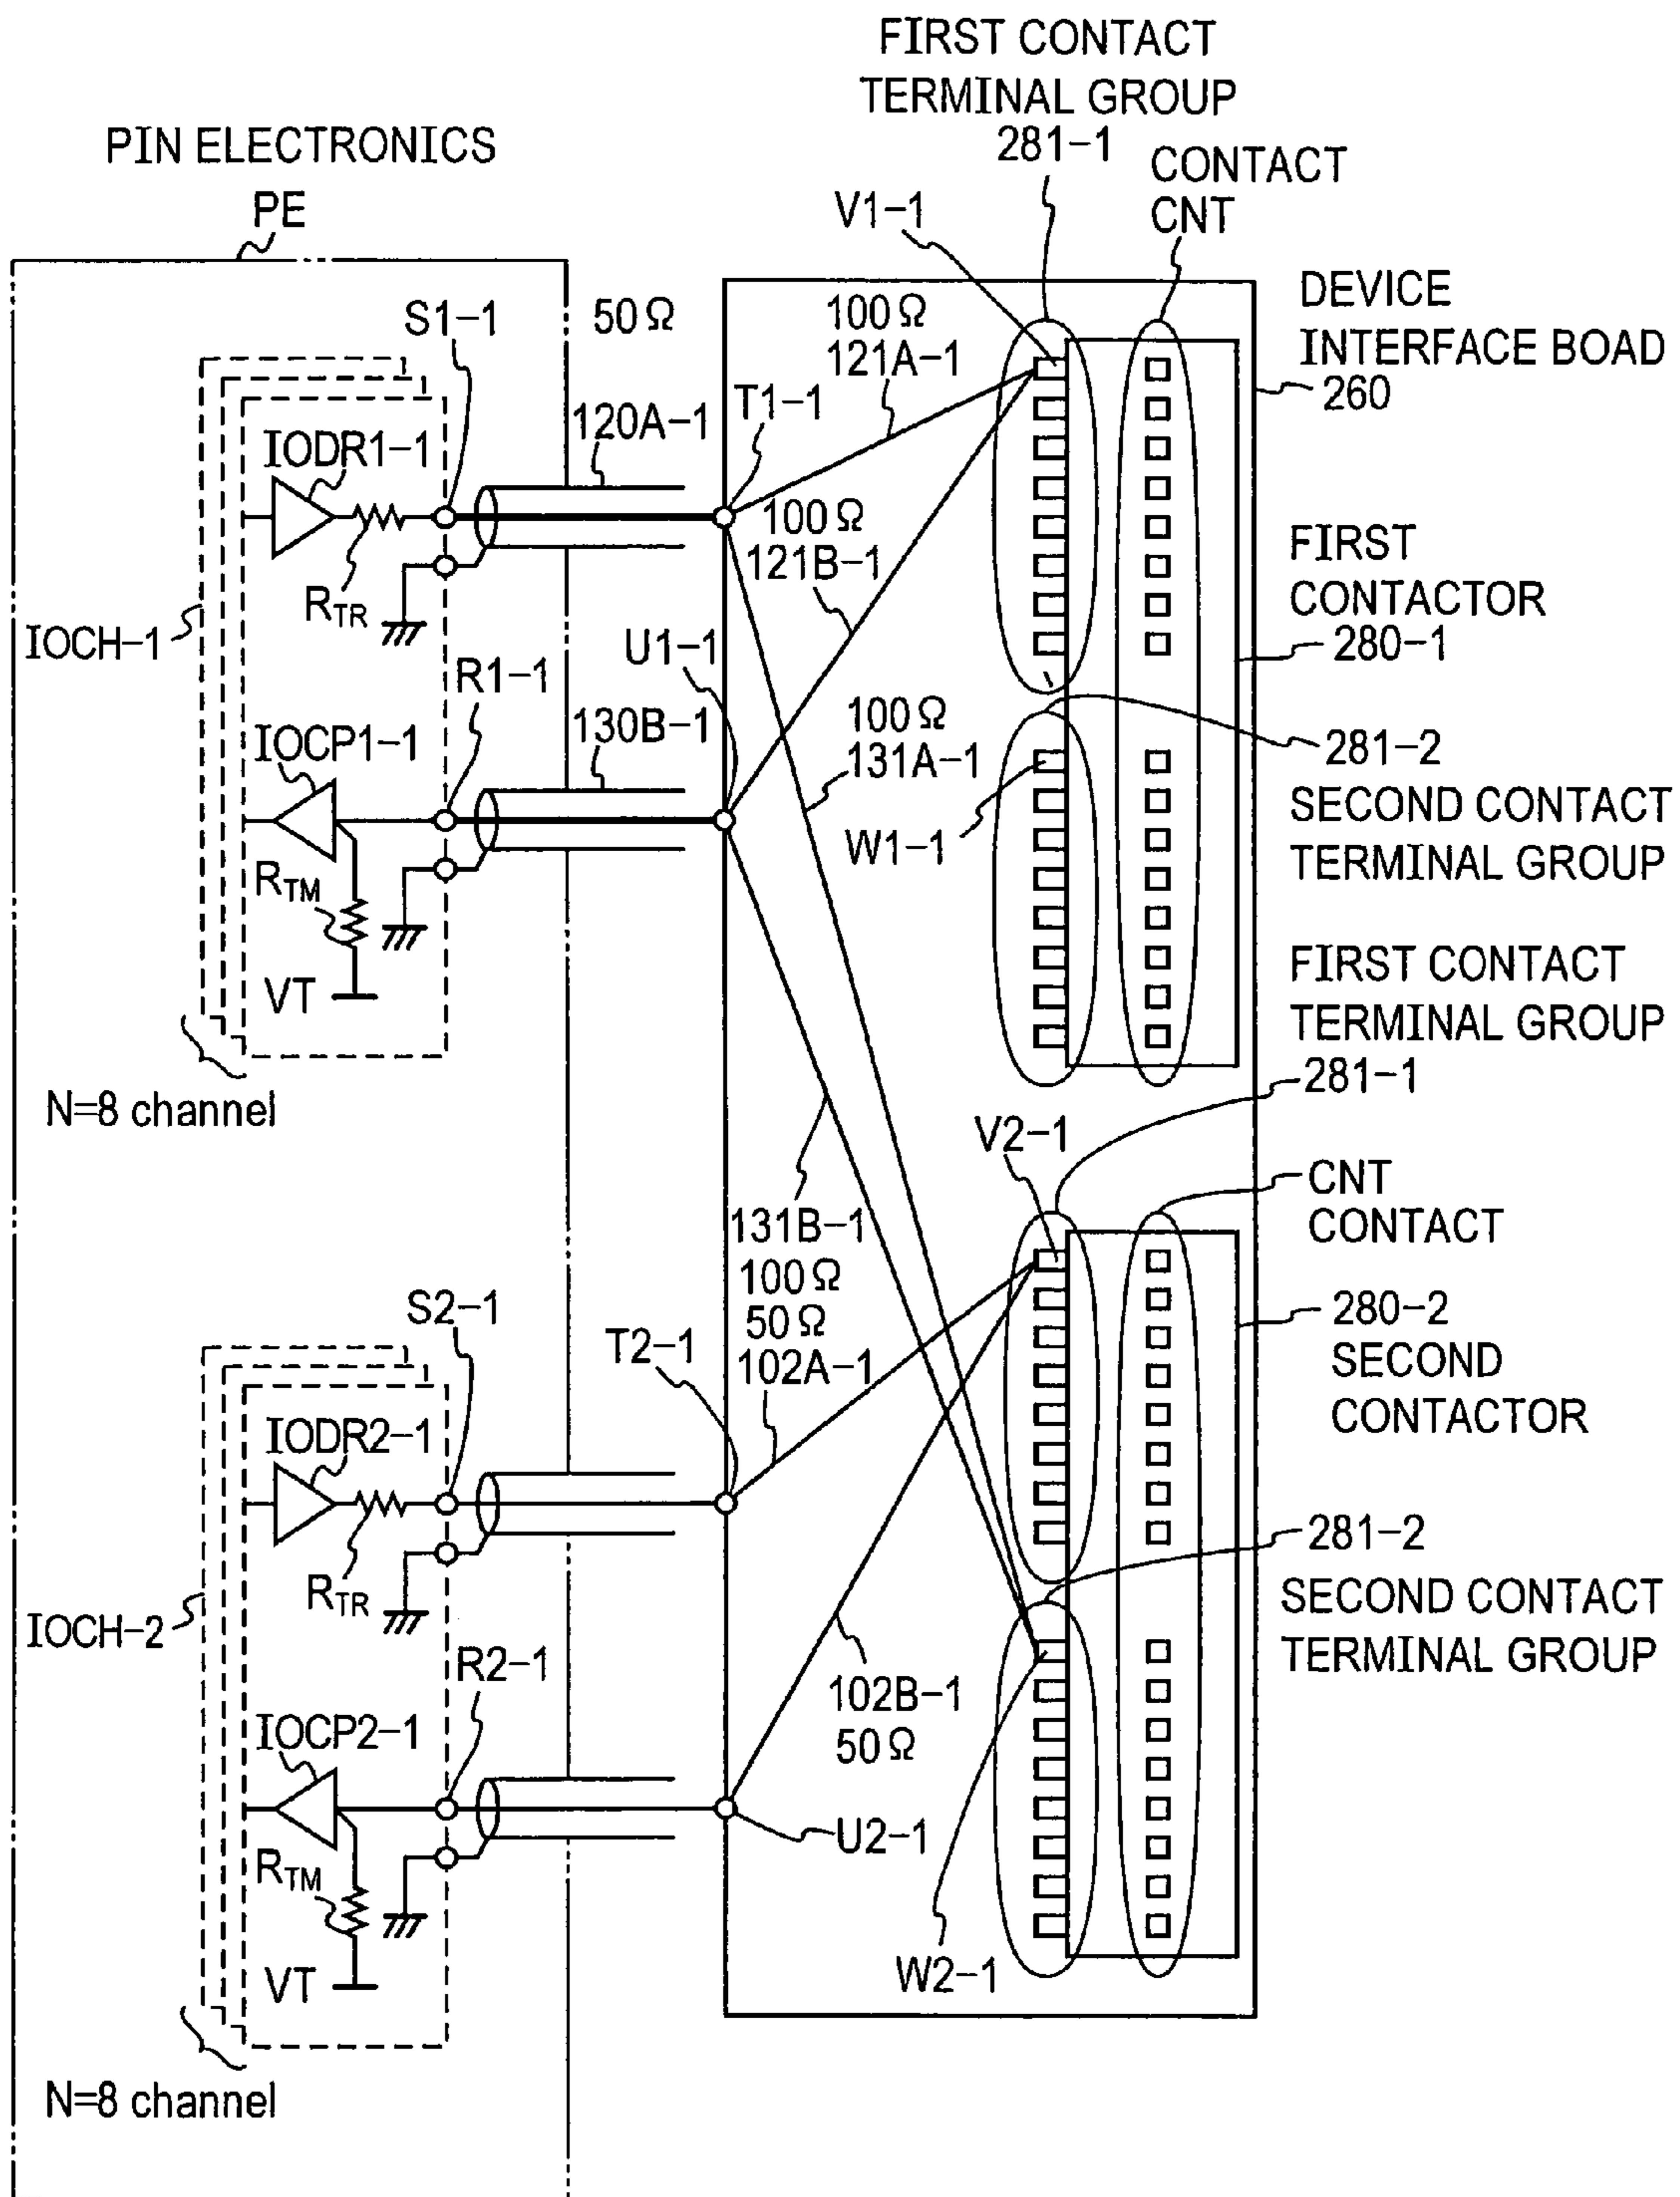 FIRST CONTACT
TERMINAL GROUP
281-1
CONTACT
CNT
PIN ELECTRONICS
PE
V1-1
DEVICE
INTERFACE BOAD
260
S1-1
50Ω
100Ω
121A-1
T1-1
120A-1
IODR1-1
100Ω
121B-1
FIRST
CONTACTOR
280-1
RTR
IOCH-1
U1-1
R1-1
130B-1
IOCP1-1
100Ω
131A-1
281-2
SECOND CONTACT
TERMINAL GROUP
W1-1
RTM
VT
FIRST CONTACT
TERMINAL GROUP
281-1
N=8 channel
V2-1
CNT
CONTACT
131B-1
100Ω
50Ω
102A-1
S2-1
T2-1
280-2
SECOND
CONTACTOR
IODR2-1
RTR
281-2
SECOND CONTACT
TERMINAL GROUP
IOCH-2
R2-1
102B-1
50Ω
IOCP2-1
U2-1
RTM
VT
W2-1
N=8 channel